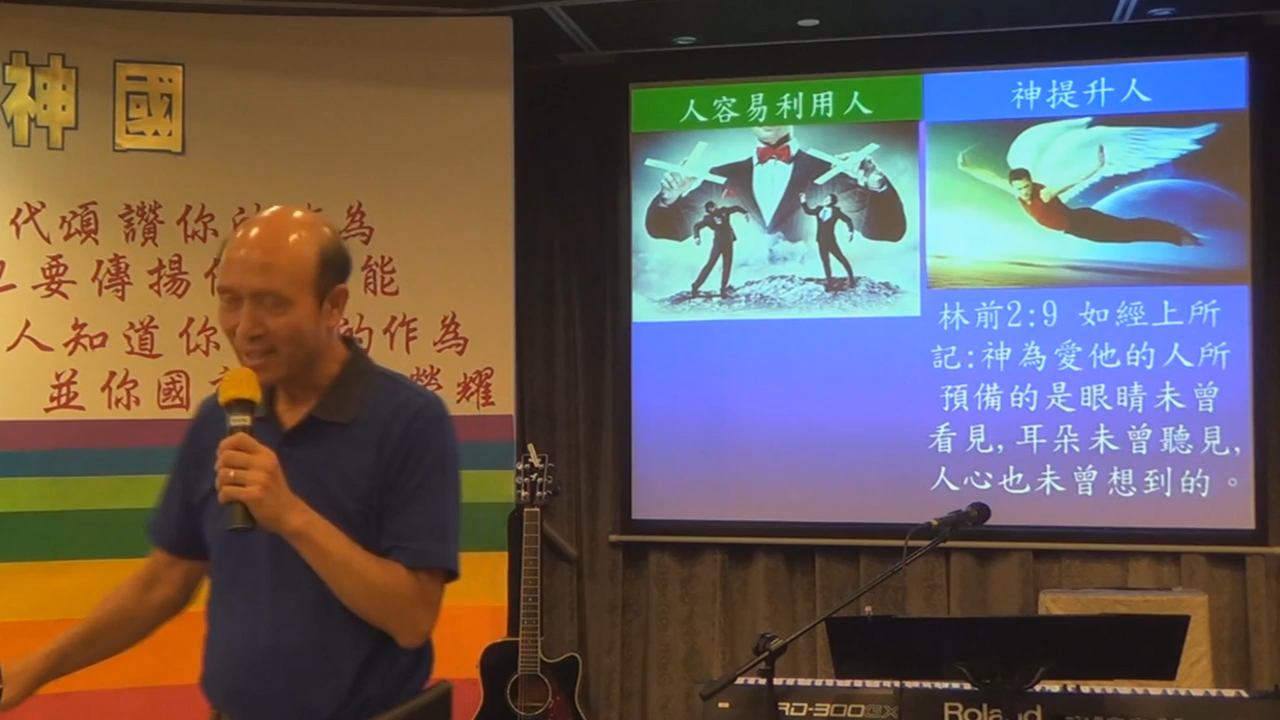 神國
代頌讚你的作為
要傳揚你 能
人知道你 的作為
並你國 榮耀
人容易利用人
神提升人
林前2:9 如經上所
記:神為愛他的人所
預備的是眼睛未曾
看見,耳朵未曾聽見,
人心也未曾想到的。
RD-300GX
Roland